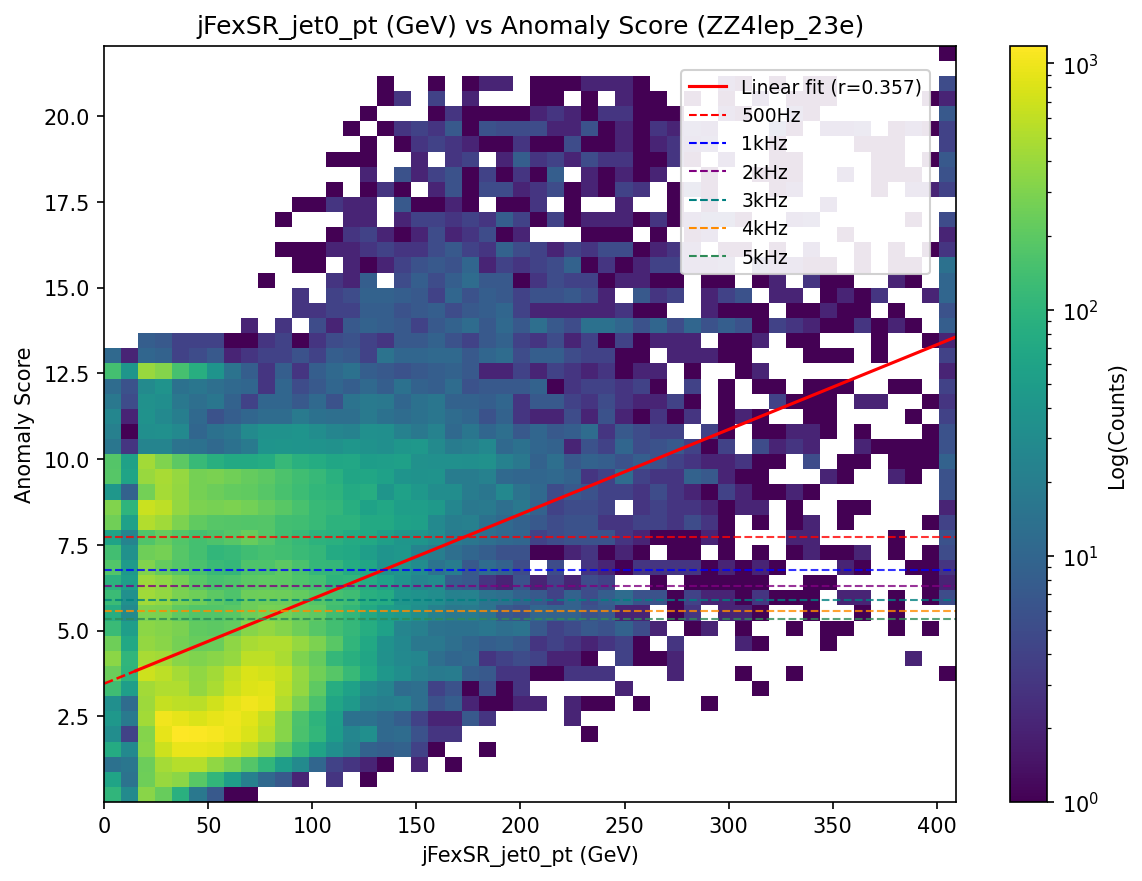 jFexSR_jet0_pt (GeV) vs Anomaly Score (ZZ4lep_23e)
Linear fit (r=0.357)
500Hz
1kHz
2kHz
3kHz
4kHz
5kHz
20.0
17.5
15.0
12.5
10.0
7.5
5.0
2.5
Anomaly Score
0
50
100
150
200
250
300
350
400
jFexSR_jet0_pt (GeV)
10³
10²
10¹
10⁰
Log(Counts)